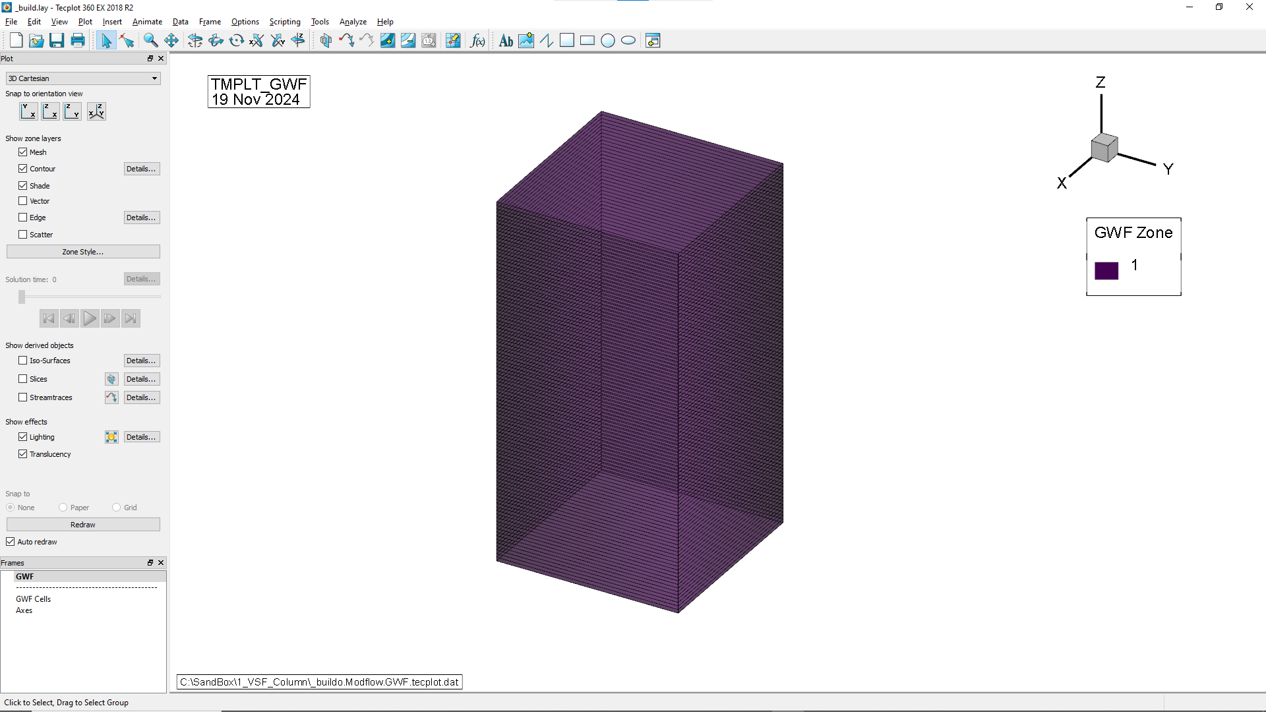 _build.lay - Tecplot 360 EX 2018 R2
File Edit View Plot Insert Animate Data Frame Options Scripting Tools Analyze Help
Plot
3D Cartesian
Snap to orientation view
Show zone layers
Mesh
Contour Details...
Shade
Vector
Edge Details...
Scatter
Zone Style...
Solution time: 0 Details...
Show derived objects
Iso-Surfaces Details...
Slices Details...
Streamtraces Details...
Show effects
Lighting Details...
Translucency
Snap to
None Paper Grid
Redraw
Auto redraw
Frames
GWF
GWF Cells
Axes
Click to Select, Drag to Select Group
TMPLT_GWF
19 Nov 2024
Z
Y
X
GWF Zone
1
C:\SandBox\1_VSF_Column\_buildo.Modflow.GWF.tecplot.dat